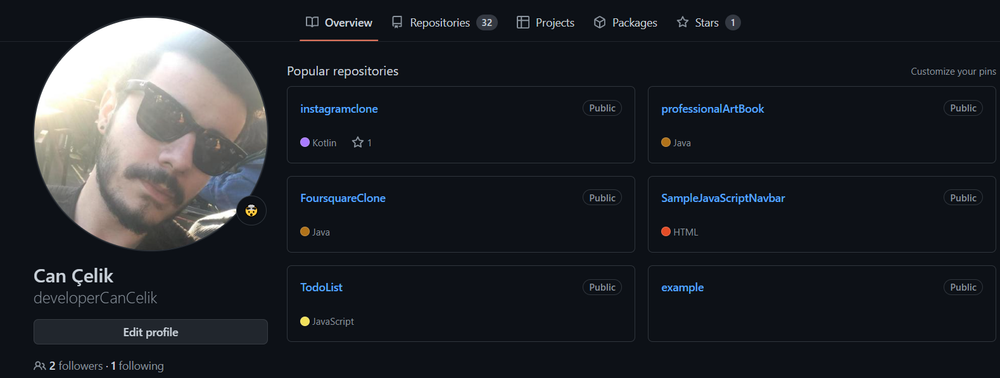 Overview Repositories 32 Projects Packages Stars 1
Popular repositories Customize your pins
instagramclone Public
Kotlin 1
professionalArtBook Public
Java
FoursquareClone Public
Java
SampleJavaScriptNavbar Public
HTML
TodoList Public
JavaScript
example Public
Can Çelik
developerCanCelik
Edit profile
2 followers · 1 following